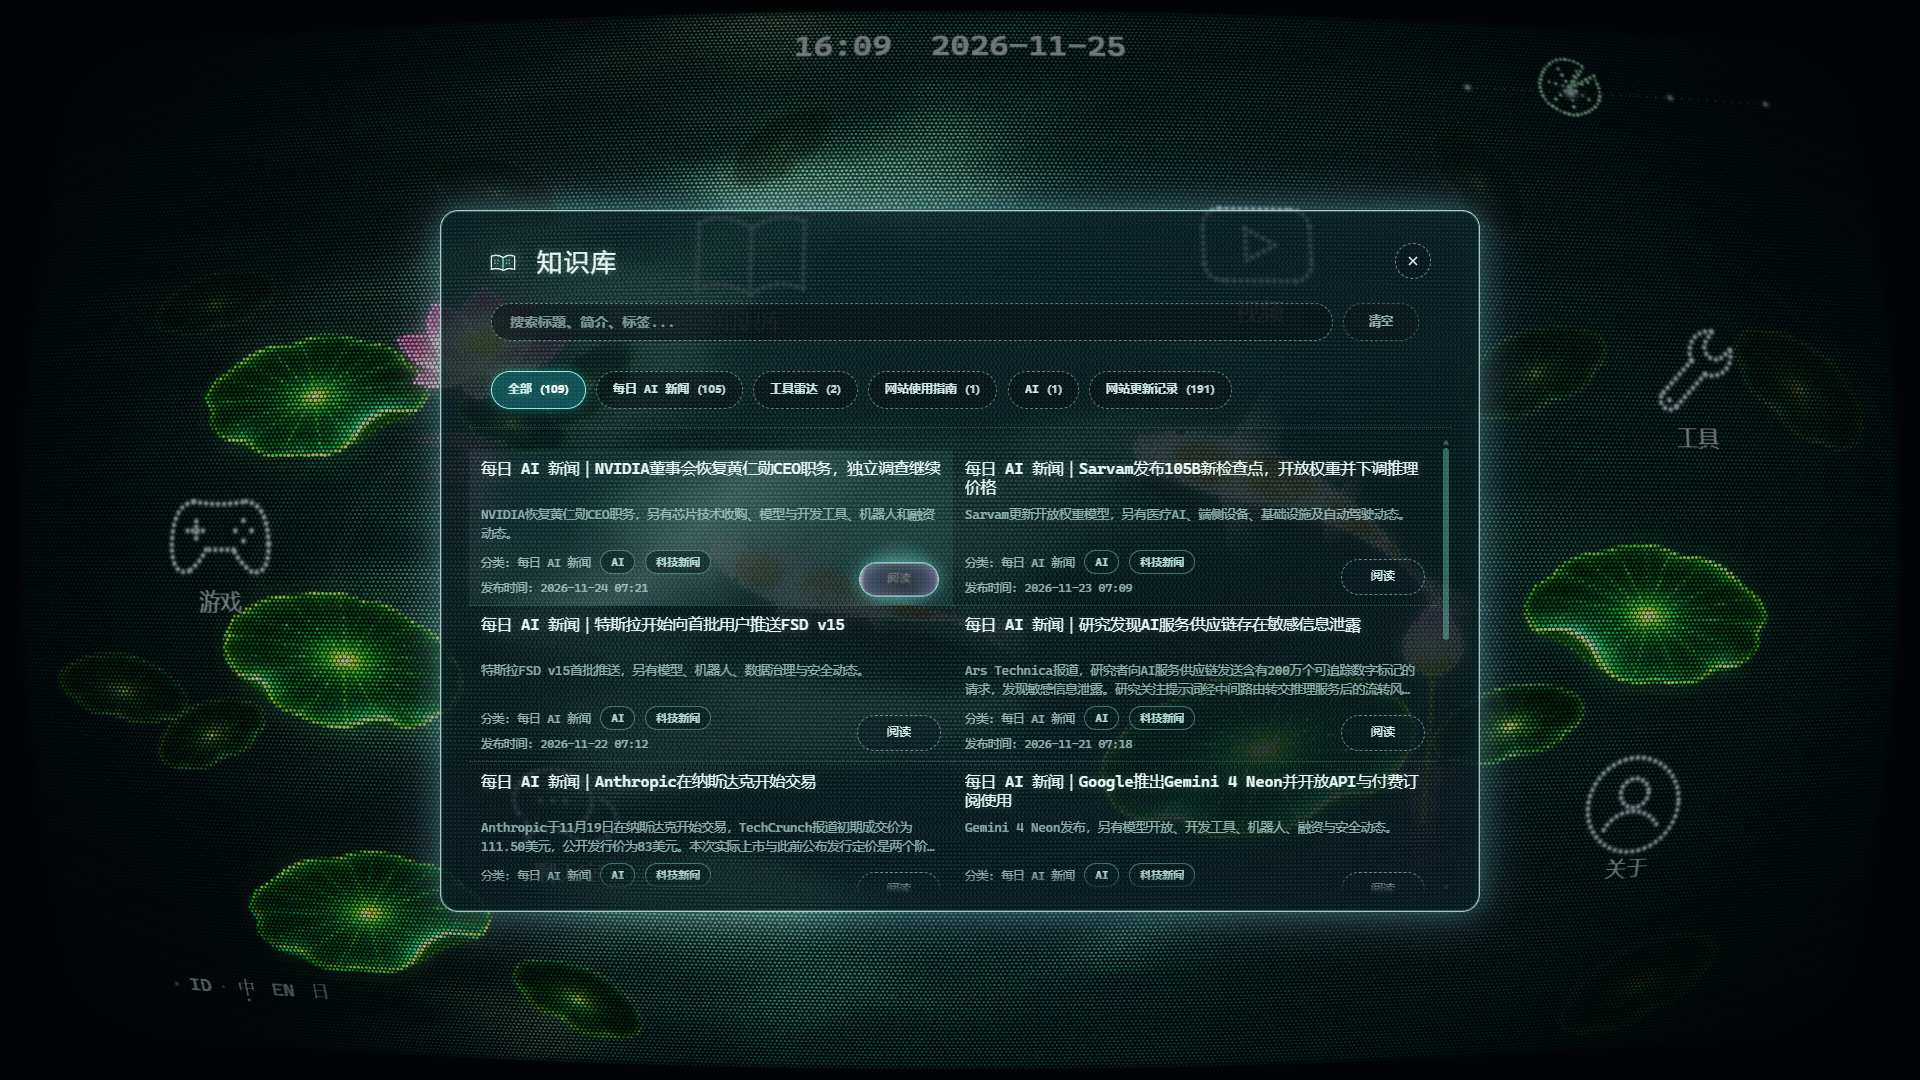 16:09 2026-11-25
知识库
搜索标题、简介、标签...
清空
全部 (109)
每日 AI 新闻 (105)
工具雷达 (2)
网站使用指南 (1)
AI (1)
网站更新记录 (191)
每日 AI 新闻 | NVIDIA董事会恢复黄仁勋CEO职务，独立调查继续
NVIDIA恢复黄仁勋CEO职务，另有芯片技术收购、模型与开发工具、机器人和融资
动态。
分类: 每日 AI 新闻 AI 科技新闻
发布时间: 2026-11-24 07:21
阅读
每日 AI 新闻 | Sarvam发布105B新检查点，开放权重并下调推理
价格
Sarvam更新开放权重模型，另有医疗AI、端侧设备、基础设施及自动驾驶动态。
分类: 每日 AI 新闻 AI 科技新闻
发布时间: 2026-11-23 07:09
阅读
每日 AI 新闻 | 特斯拉开始向首批用户推送FSD v15
特斯拉FSD v15首批推送，另有模型、机器人、数据治理与安全动态。
分类: 每日 AI 新闻 AI 科技新闻
发布时间: 2026-11-22 07:12
阅读
每日 AI 新闻 | 研究发现AI服务供应链存在敏感信息泄露
Ars Technica报道，研究者向AI服务供应链发送含有200万个可追踪数字标记的
请求，发现敏感信息泄露。研究关注提示词经中间路由转交推理服务后的流转风…
分类: 每日 AI 新闻 AI 科技新闻
发布时间: 2026-11-21 07:18
阅读
每日 AI 新闻 | Anthropic在纳斯达克开始交易
Anthropic于11月19日在纳斯达克开始交易，TechCrunch报道初期成交价为
111.50美元，公开发行价为83美元。本次实际上市与此前公布发行定价是两个阶…
分类: 每日 AI 新闻 AI 科技新闻
阅读
每日 AI 新闻 | Google推出Gemini 4 Neon并开放API与付费订
阅使用
Gemini 4 Neon发布，另有模型开放、开发工具、机器人、融资与安全动态。
分类: 每日 AI 新闻 AI 科技新闻
阅读
游戏
工具
关于
· ID · 中 EN 日